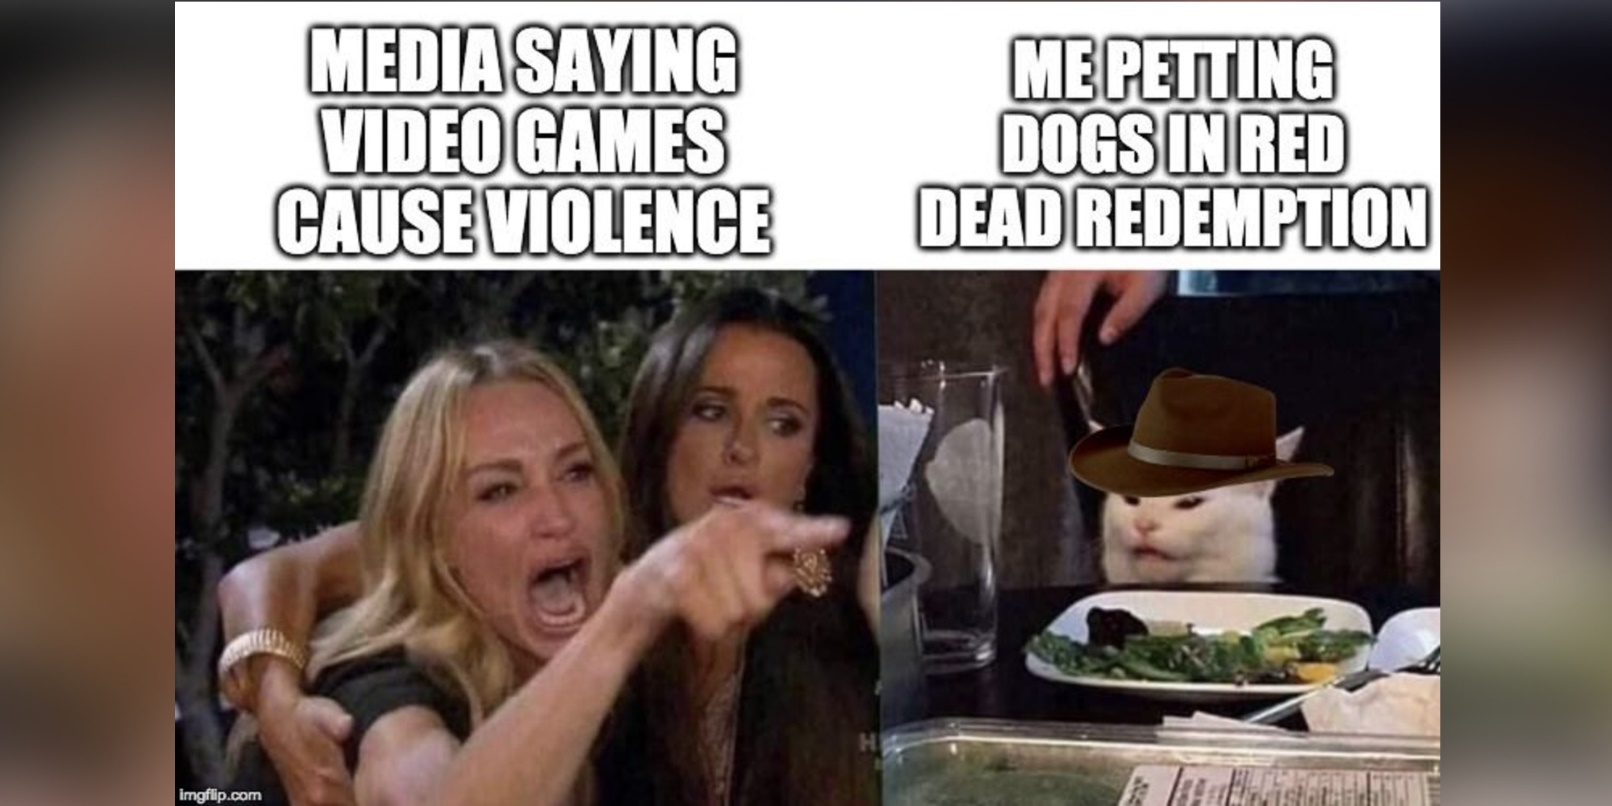 MEDIA SAYING
VIDEO GAMES
CAUSE VIOLENCE
ME PETTING
DOGS IN RED
DEAD REDEMPTION
imgflip.com